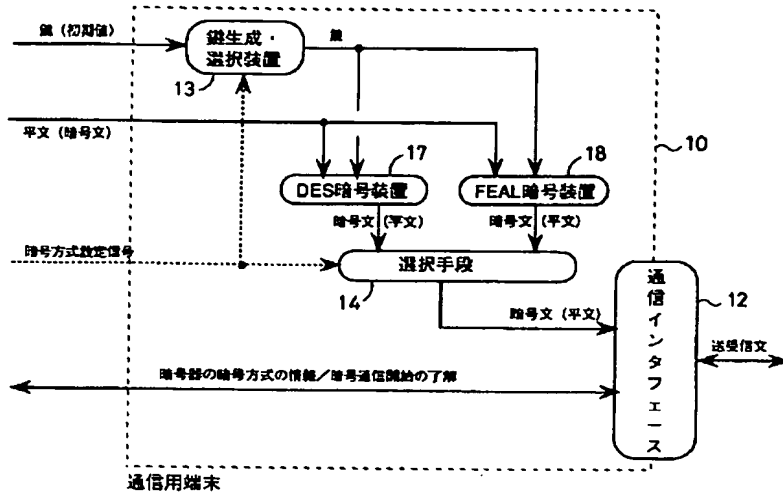 鍵(初期値)
鍵生成・
選択装置
鍵
13
平文(暗号文)
10
17
18
DES暗号装置
FEAL暗号装置
暗号文(平文)
暗号文(平文)
暗号方式設定信号
選択手段
14
通信インタフェース
12
暗号文(平文)
送受信文
暗号器の暗号方式の情報/暗号通信開始の了解
通信用端末